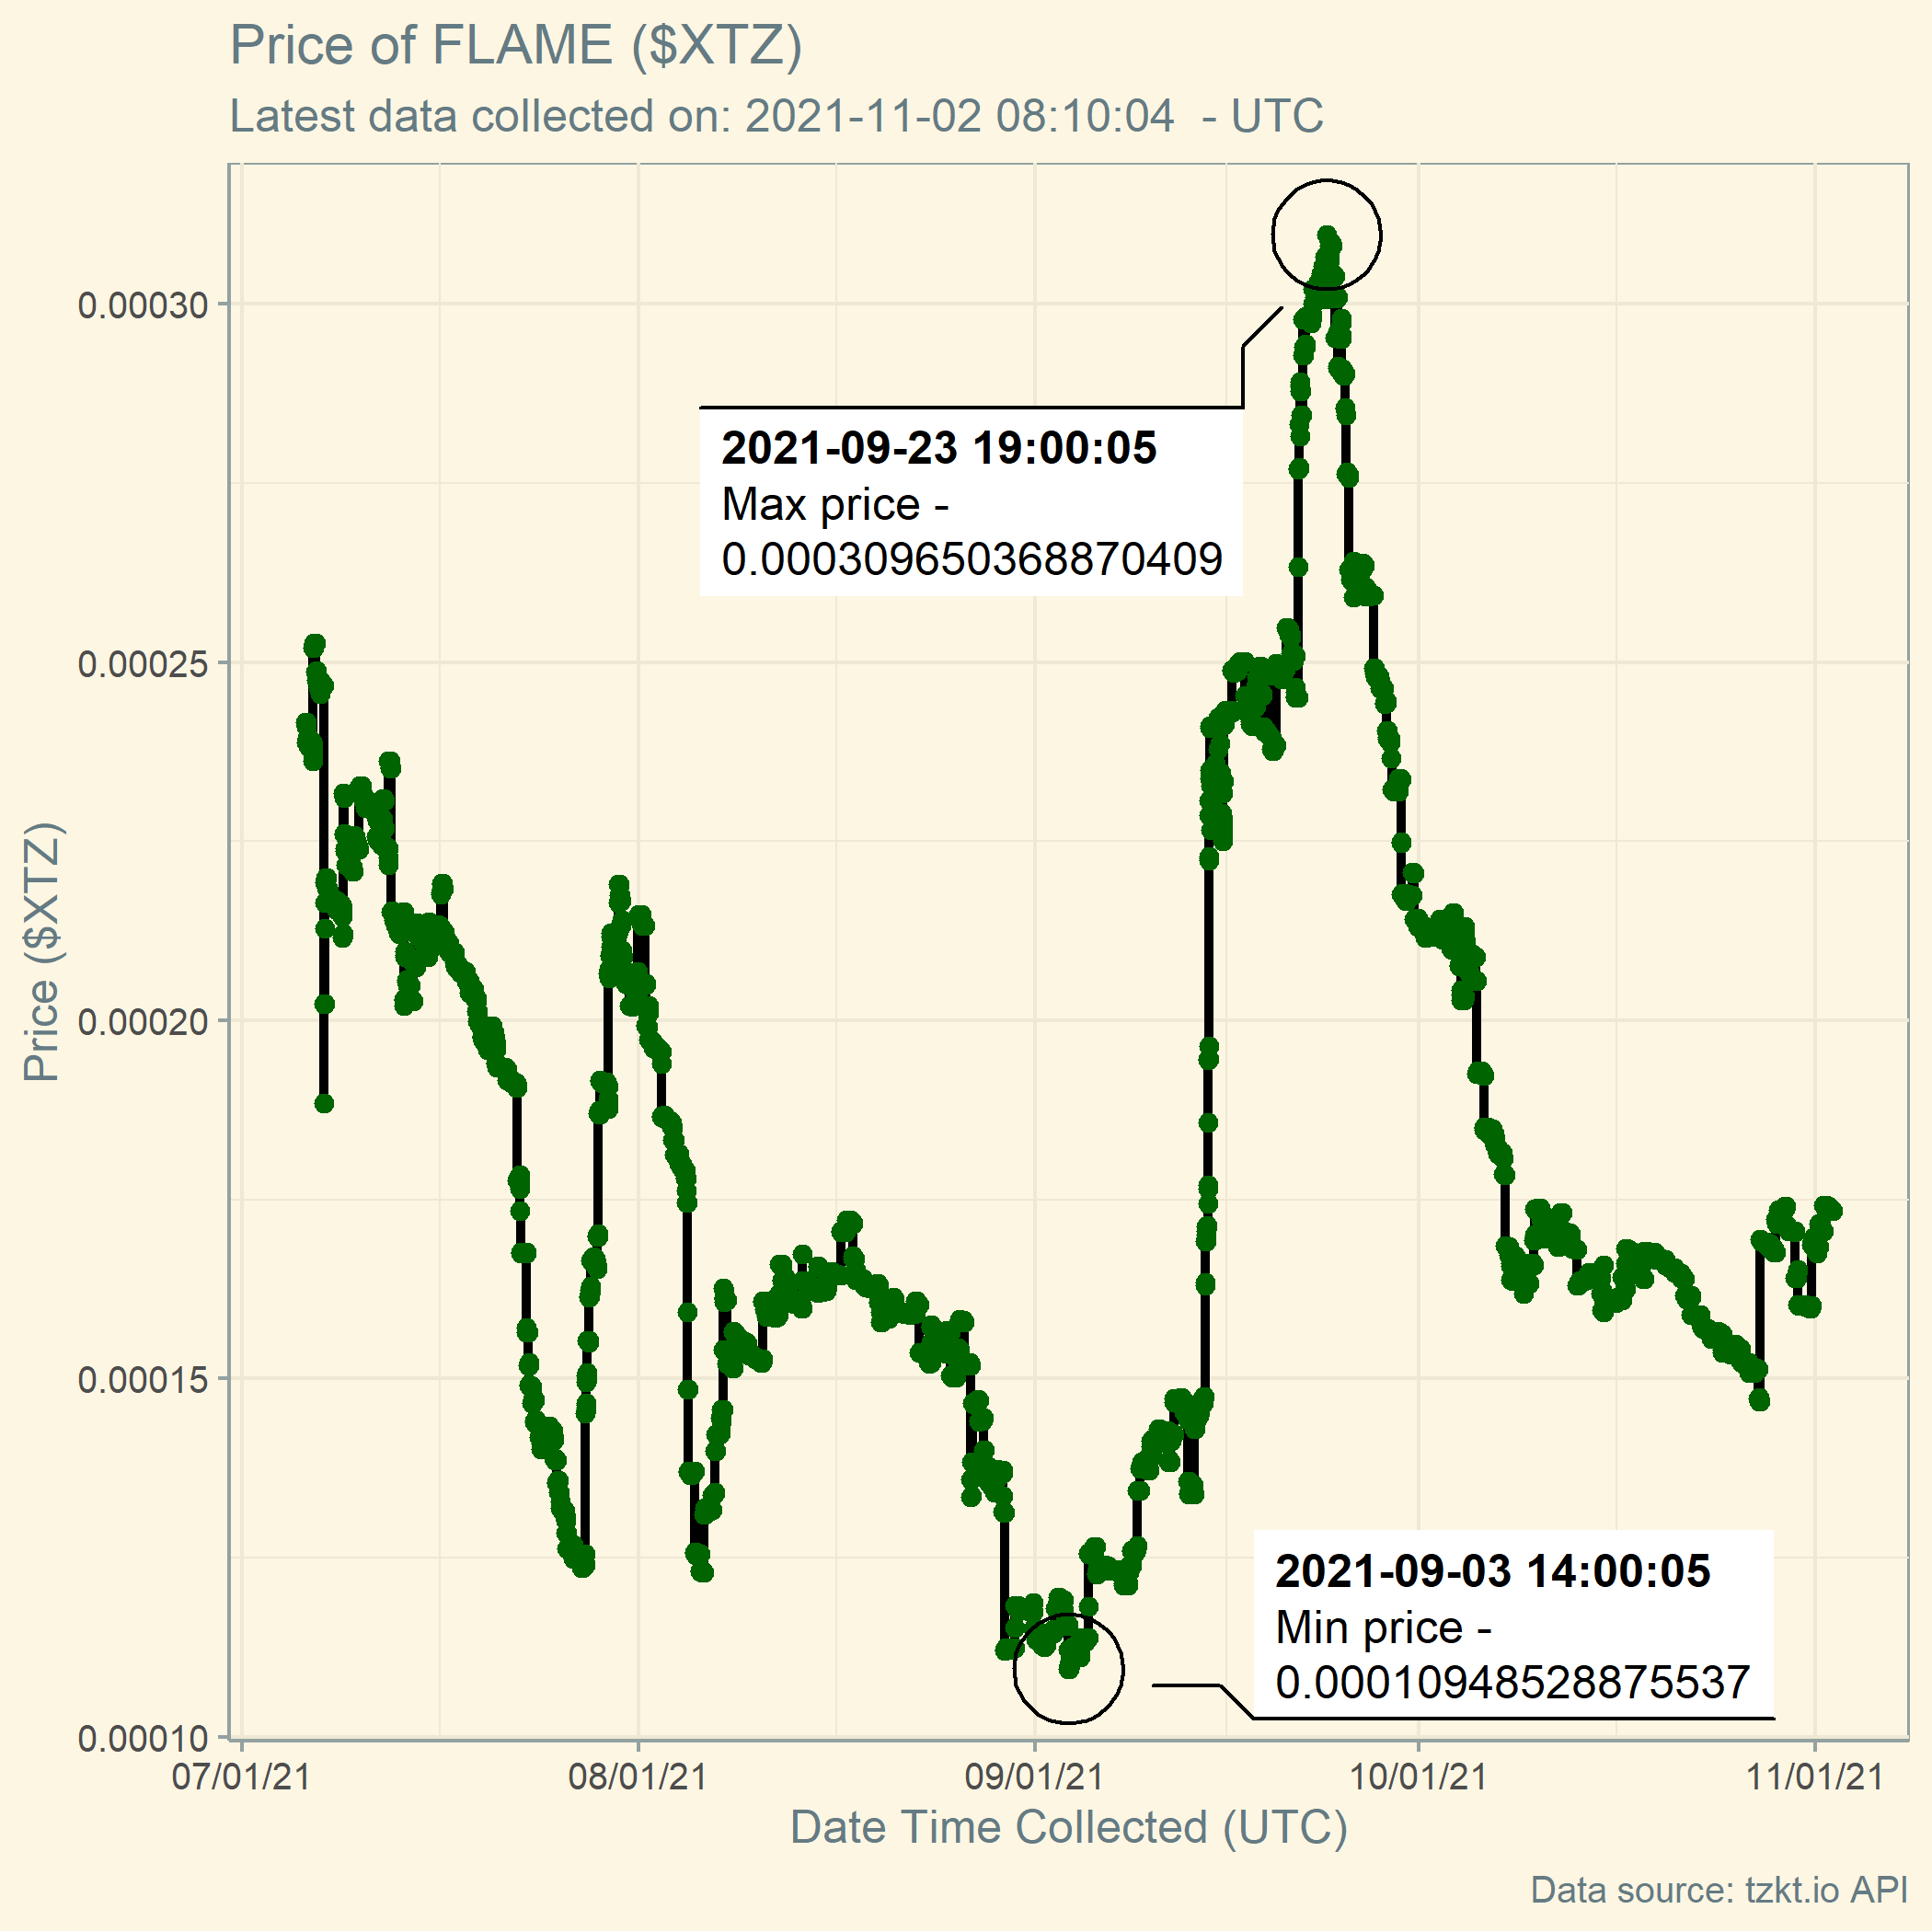 Price of FLAME ($XTZ)
Latest data collected on: 2021-11-02 08:10:04  - UTC
0.00030
0.00025
0.00020
0.00015
0.00010
Price ($XTZ)
2021-09-23 19:00:05
Max price -
0.000309650368870409
2021-09-03 14:00:05
Min price -
0.00010948528875537
07/01/21
08/01/21
09/01/21
10/01/21
11/01/21
Date Time Collected (UTC)
Data source: tzkt.io API